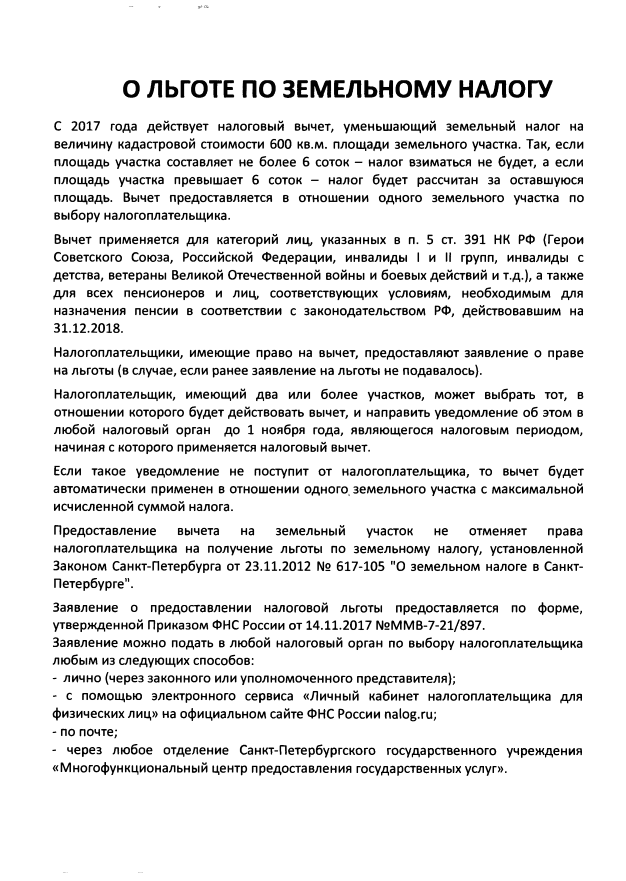 О ЛЬГОТЕ ПО ЗЕМЕЛЬНОМУ НАЛОГУ
С 2017 года действует налоговый вычет, уменьшающий земельный налог на
величину кадастровой стоимости 600 кв.м. площади земельного участка. Так, если
площадь участка составляет не более 6 соток – налог взиматься не будет, а если
площадь участка превышает 6 соток – налог будет рассчитан за оставшуюся
площадь. Вычет предоставляется в отношении одного земельного участка по
выбору налогоплательщика.
Вычет применяется для категорий лиц, указанных в п. 5 ст. 391 НК РФ (Герои
Советского Союза, Российской Федерации, инвалиды I и II групп, инвалиды с
детства, ветераны Великой Отечественной войны и боевых действий и т.д.), а также
для всех пенсионеров и лиц, соответствующих условиям, необходимым для
назначения пенсии в соответствии с законодательством РФ, действовавшим на
31.12.2018.
Налогоплательщики, имеющие право на вычет, предоставляют заявление о праве
на льготы (в случае, если ранее заявление на льготы не подавалось).
Налогоплательщик, имеющий два или более участков, может выбрать тот, в
отношении которого будет действовать вычет, и направить уведомление об этом в
любой налоговый орган до 1 ноября года, являющегося налоговым периодом,
начиная с которого применяется налоговый вычет.
Если такое уведомление не поступит от налогоплательщика, то вычет будет
автоматически применен в отношении одного земельного участка с максимальной
исчисленной суммой налога.
Предоставление вычета на земельный участок не отменяет права
налогоплательщика на получение льготы по земельному налогу, установленной
Законом Санкт-Петербурга от 23.11.2012 № 617-105 "О земельном налоге в Санкт-
Петербурге".
Заявление о предоставлении налоговой льготы предоставляется по форме,
утвержденной Приказом ФНС России от 14.11.2017 №ММВ-7-21/897.
Заявление можно подать в любой налоговый орган по выбору налогоплательщика
любым из следующих способов:
- лично (через законного или уполномоченного представителя);
- с помощью электронного сервиса «Личный кабинет налогоплательщика для
физических лиц» на официальном сайте ФНС России nalog.ru;
- по почте;
- через любое отделение Санкт-Петербургского государственного учреждения
«Многофункциональный центр предоставления государственных услуг».